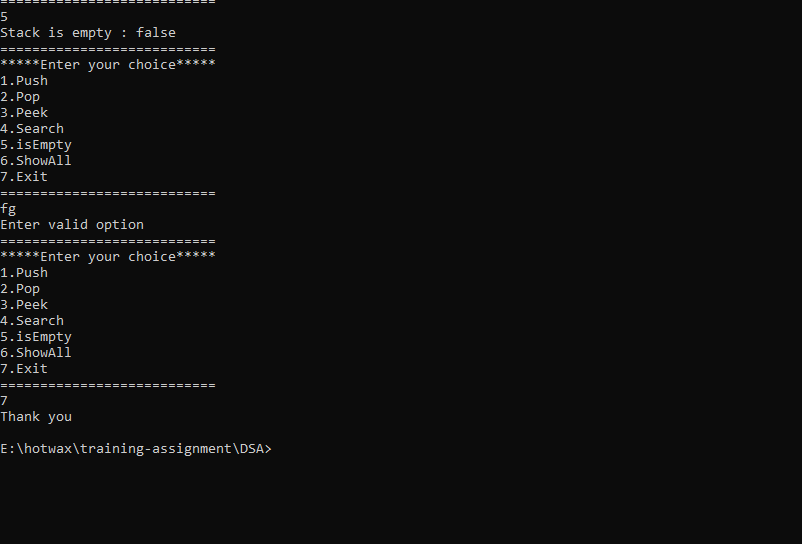 ===========================
5
Stack is empty : false
===========================
*****Enter your choice*****
1.Push
2.Pop
3.Peek
4.Search
5.isEmpty
6.ShowAll
7.Exit
===========================
fg
Enter valid option
===========================
*****Enter your choice*****
1.Push
2.Pop
3.Peek
4.Search
5.isEmpty
6.ShowAll
7.Exit
===========================
7
Thank you
E:\hotwax\training-assignment\DSA>